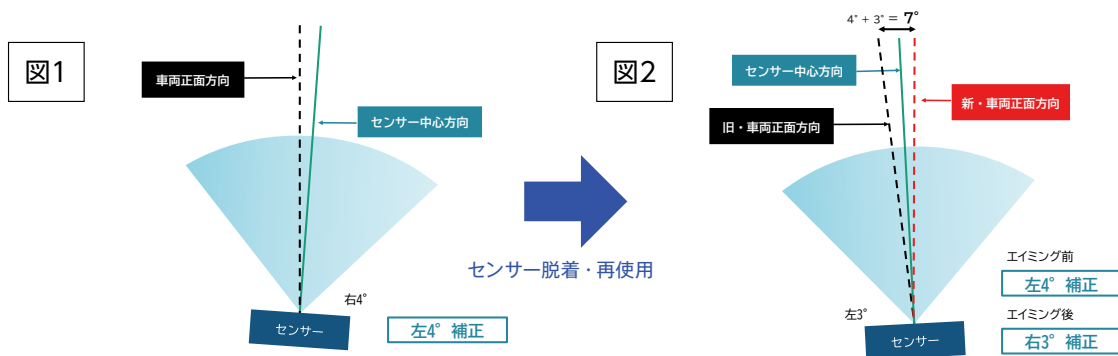 図1
車両正面方向
センサー中心方向
右4°
センサー
左4°補正
センサー脱着・再使用
図2
4° + 3° = 7°
センサー中心方向
新・車両正面方向
旧・車両正面方向
エイミング前
左4°補正
エイミング後
右3°補正
左3°
センサー